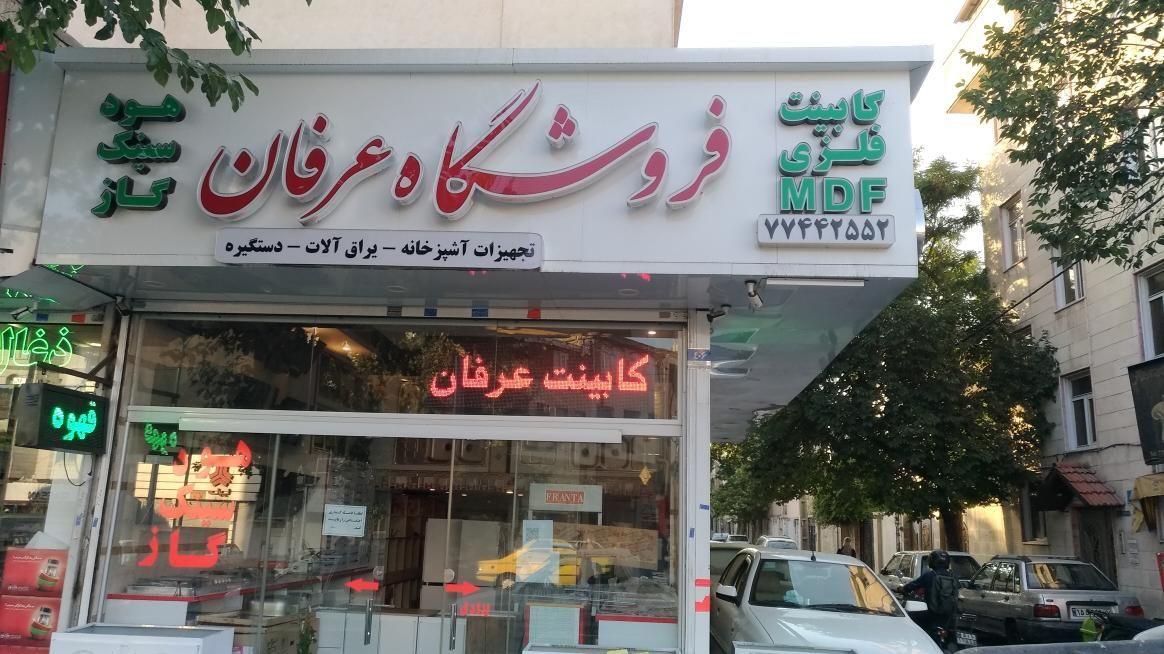 هود
سینک
گاز
فروشگاه عرفان
کابینت
فلزی
MDF
۷۷۴۴۲۵۵۲
تجهیزات آشپزخانه - یراق آلات - دستگیره
کابینت عرفان
قهوه
قهوه
هود
سینک
گاز
FRANTA